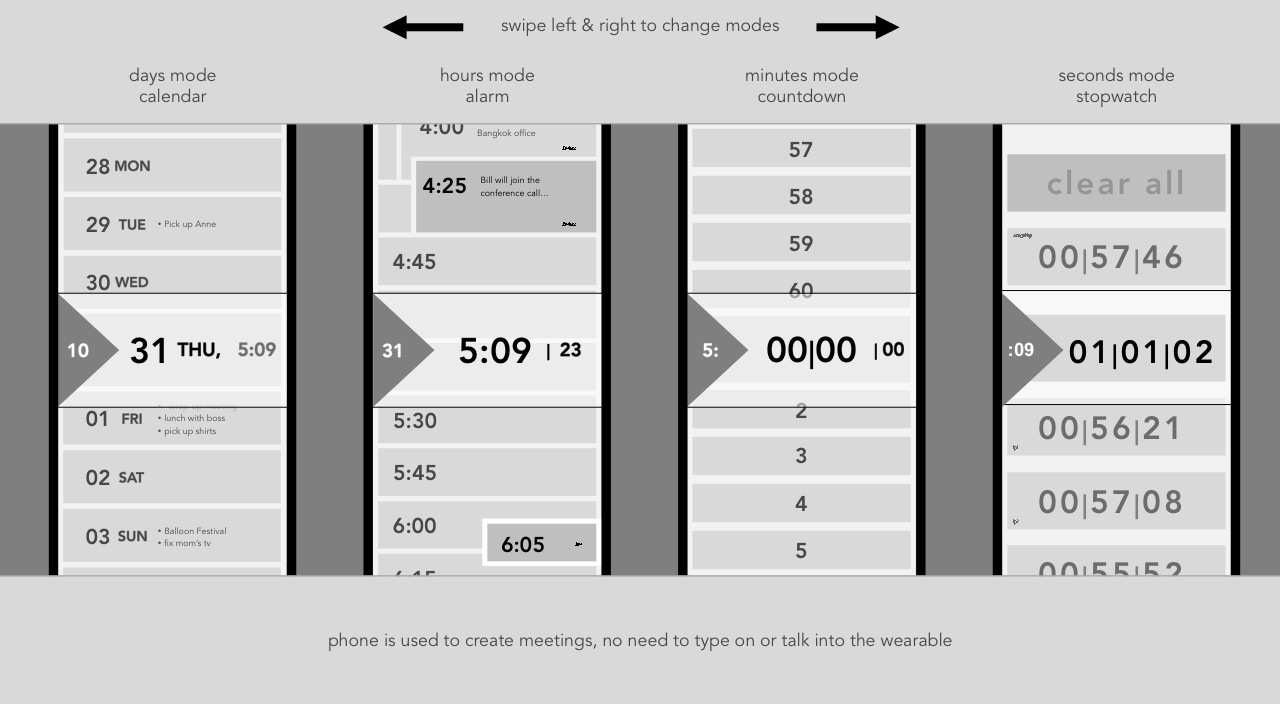 swipe left & right to change modes
days mode
calendar
hours mode
alarm
minutes mode
countdown
seconds mode
stopwatch
28 MON
29 TUE • Pick up Anne
30 WED
10 31 THU, 5:09
01 FRI
• lunch with boss
• pick up shirts
02 SAT
03 SUN
• Balloon Festival
• fix mom's tv
4:00 Bangkok office
4:25 Bill will join the
conference call...
4:45
31 5:09 | 23
5:30
5:45
6:00
6:05
6:15
57
58
59
60
5: 00|00 |00
2
3
4
5
clear all
00|57|46
:09 01|01|02
00|56|21
00|57|08
00|55|52
phone is used to create meetings, no need to type on or talk into the wearable